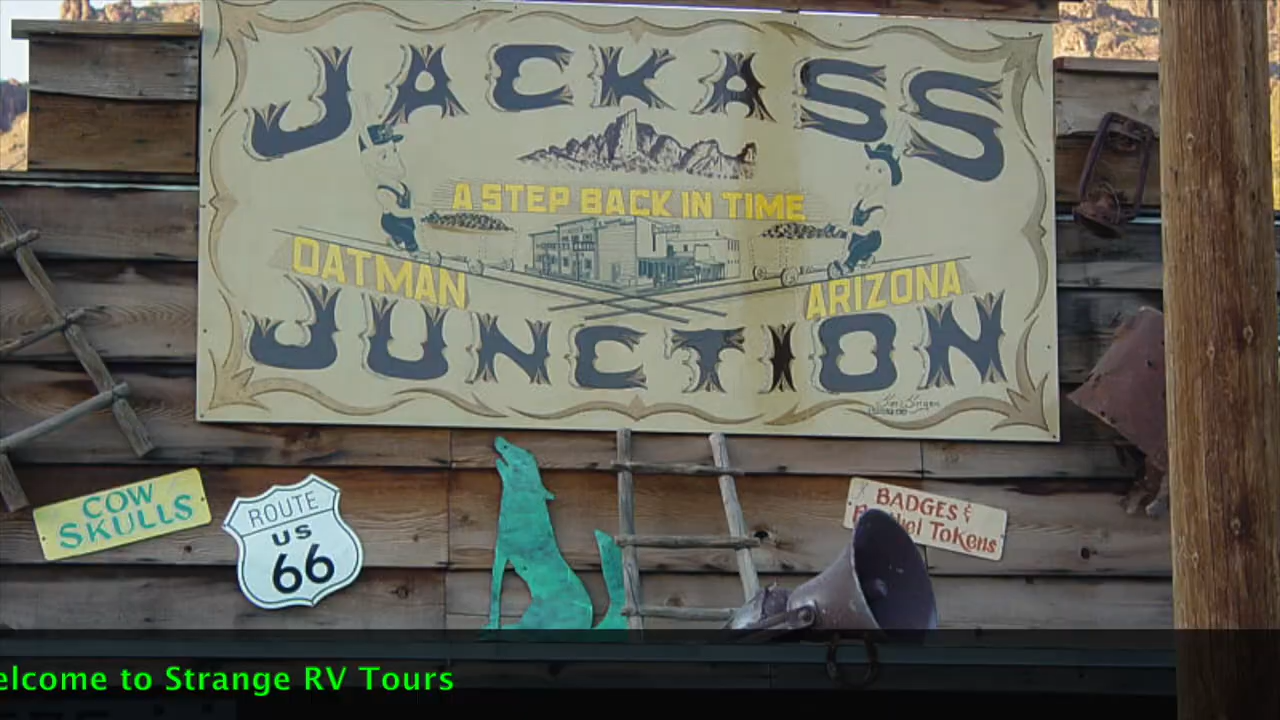 JACKASS
A STEP BACK IN TIME
OATMAN ARIZONA
JUNCTION
COW
SKULLS
ROUTE
US
66
BADGES &
Tokens
elcome to Strange RV Tours